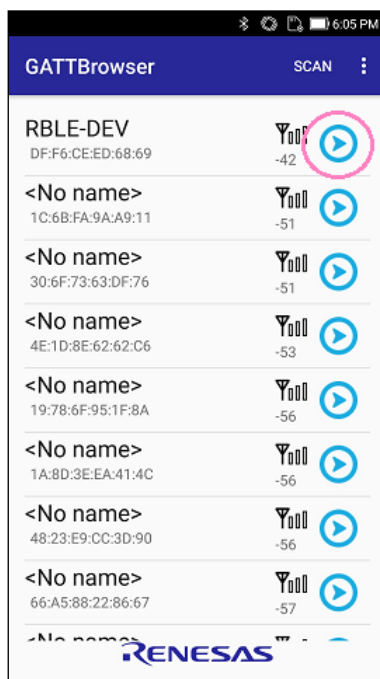 6:05 PM
GATTBrowser SCAN
RBLE-DEV
DF:F6:CE:ED:68:69 -42
<No name>
1C:6B:FA:9A:A9:11 -51
<No name>
30:6F:73:63:DF:76 -51
<No name>
4E:1D:8E:62:62:C6 -53
<No name>
19:78:6F:95:1F:8A -56
<No name>
1A:8D:3E:EA:41:4C -56
<No name>
48:23:E9:CC:3D:90 -56
<No name>
66:A5:88:22:86:67 -57
<No name>
RENESAS